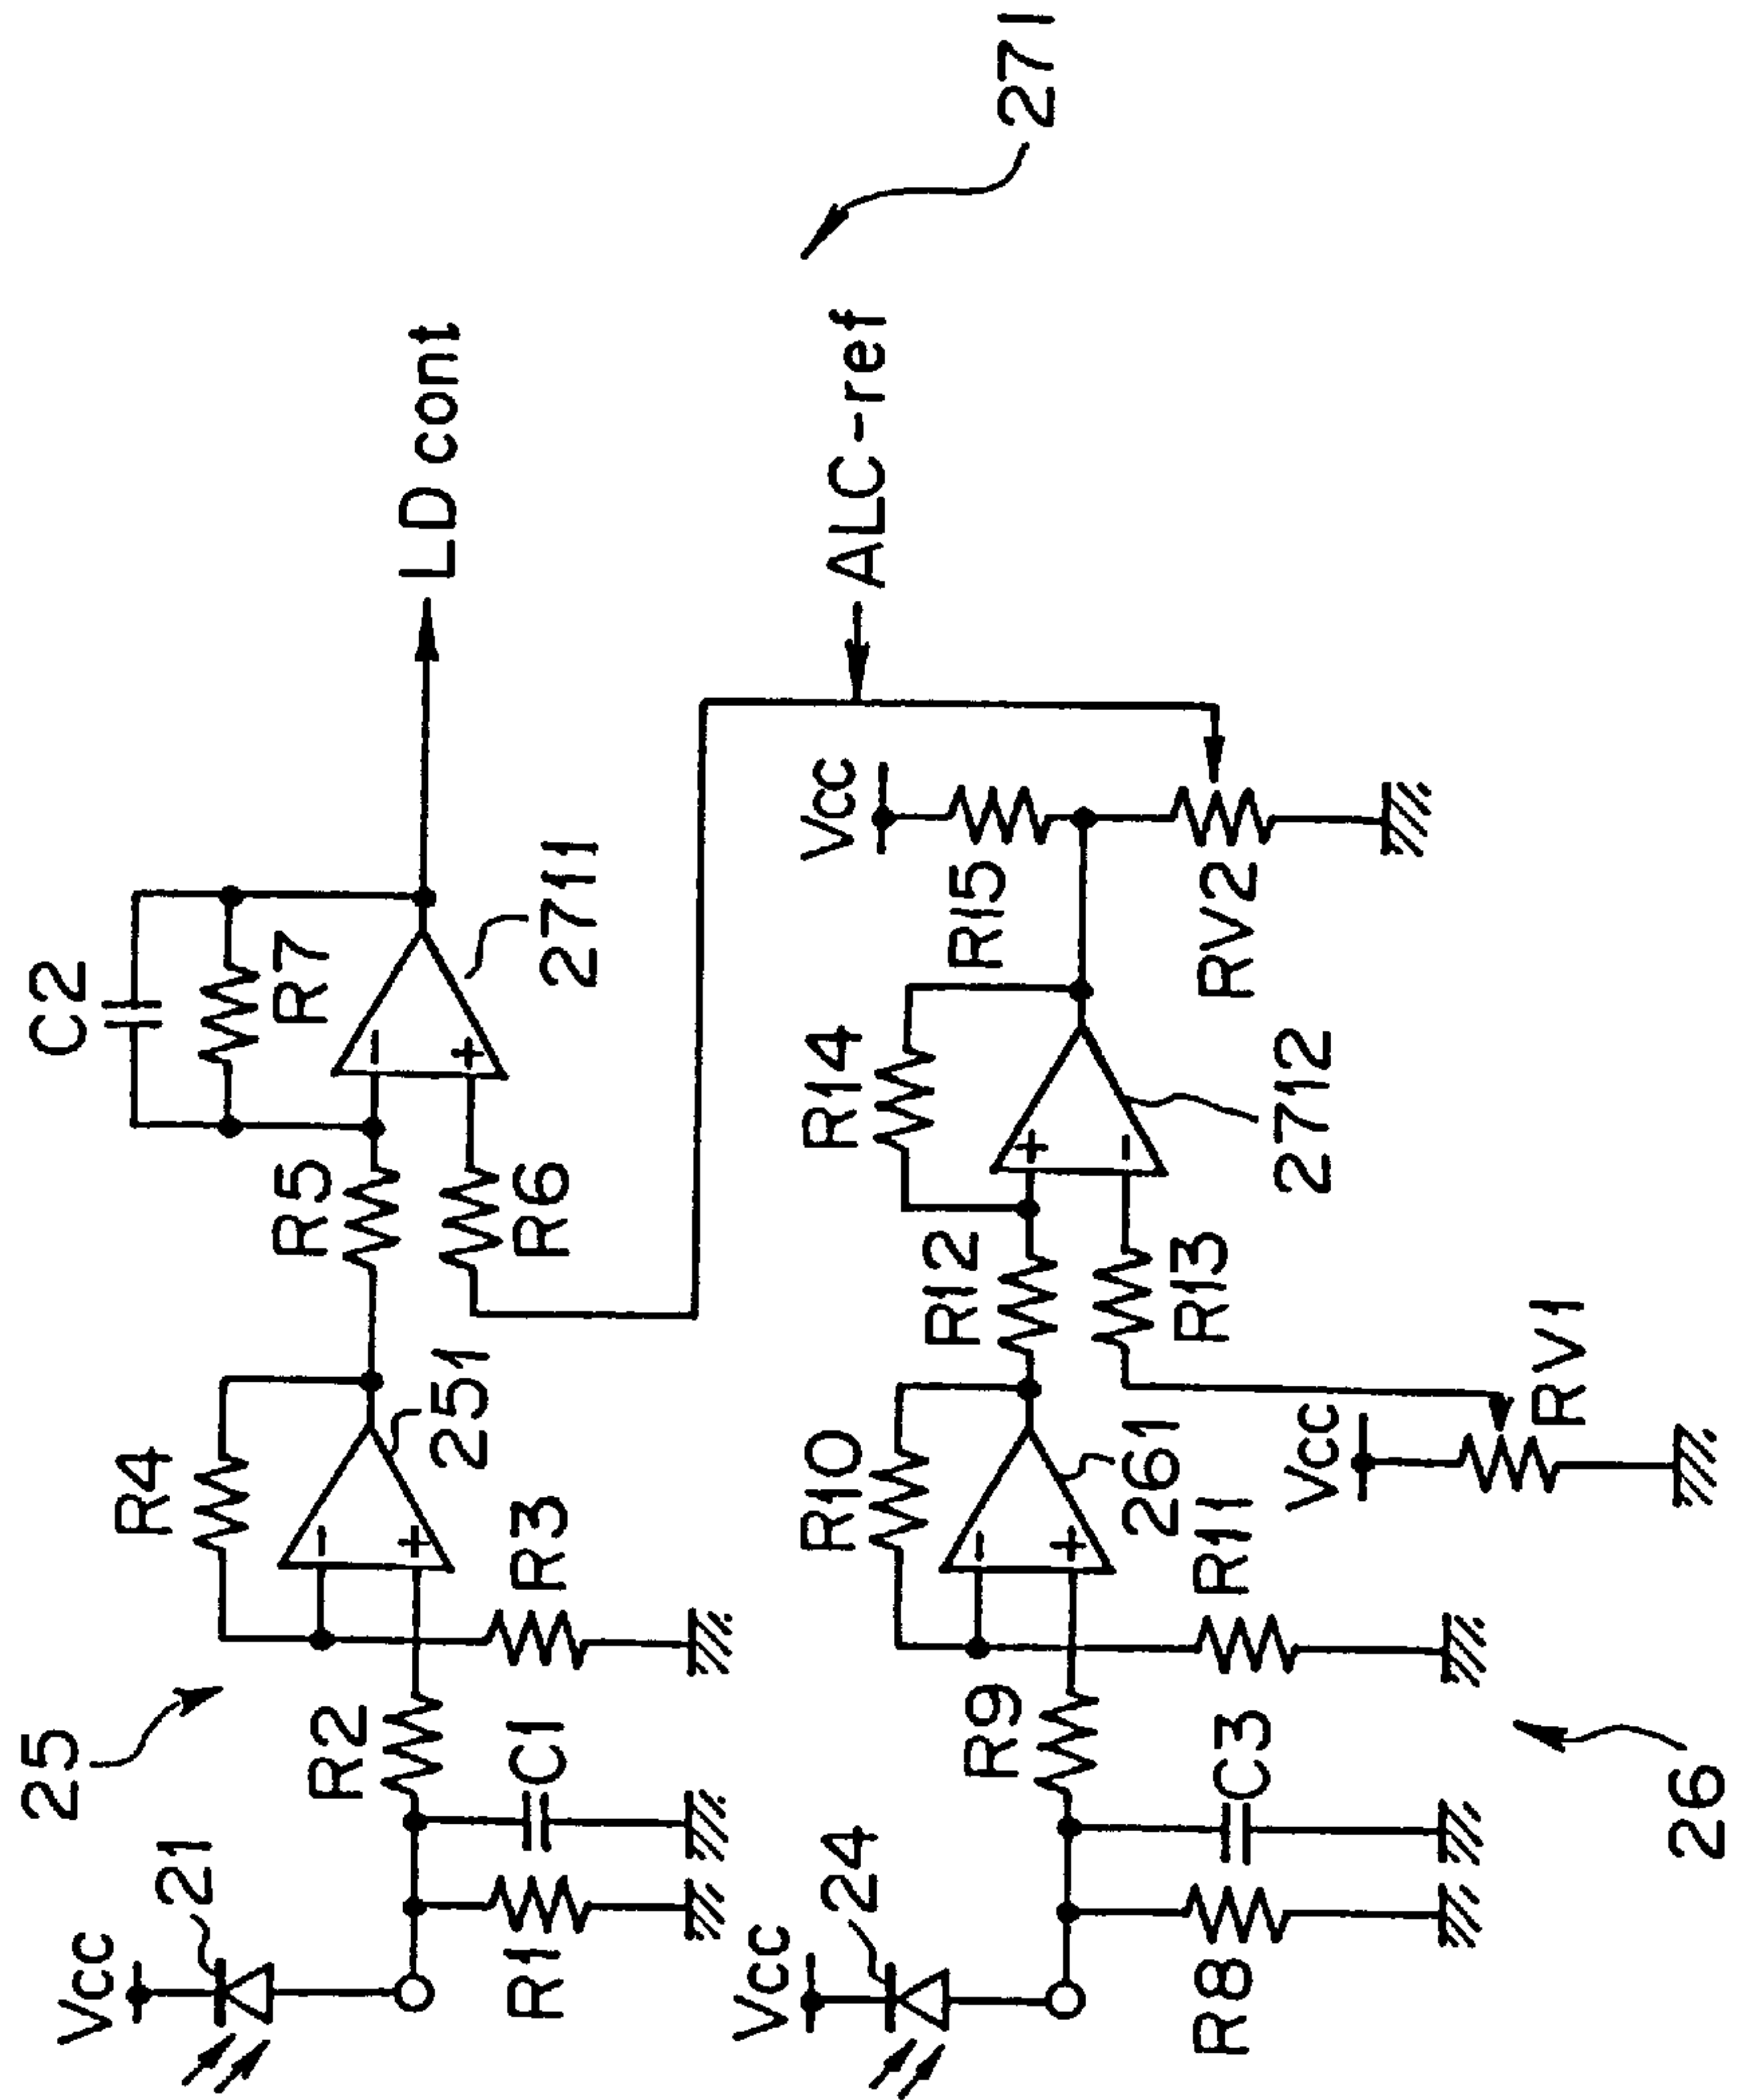 25
Vcc
21
R1
C1
R2
R3
R4
−
+
251
R5
R6
C2
R7
−
+
2711
LD cont
Vcc
24
R8
C3
R9
R11
R10
−
+
261
R12
R13
Vcc
RV1
R14
+
−
2712
Vcc
R15
RV2
ALC-ref
271
26